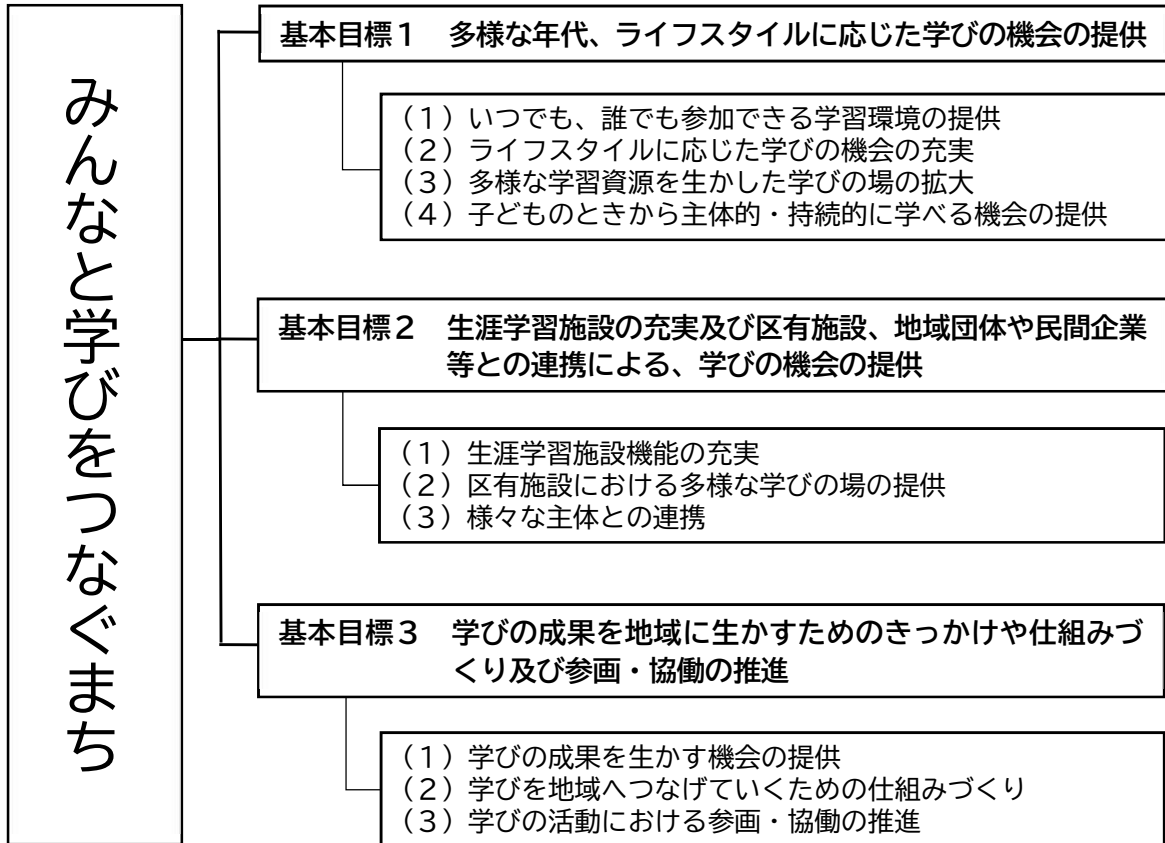 みんなと学びをつなぐまち
基本目標1　多様な年代、ライフスタイルに応じた学びの機会の提供
（1）いつでも、誰でも参加できる学習環境の提供
（2）ライフスタイルに応じた学びの機会の充実
（3）多様な学習資源を生かした学びの場の拡大
（4）子どものときから主体的・持続的に学べる機会の提供
基本目標2　生涯学習施設の充実及び区有施設、地域団体や民間企業
等との連携による、学びの機会の提供
（1）生涯学習施設機能の充実
（2）区有施設における多様な学びの場の提供
（3）様々な主体との連携
基本目標3　学びの成果を地域に生かすためのきっかけや仕組みづ
くり及び参画・協働の推進
（1）学びの成果を生かす機会の提供
（2）学びを地域へつなげていくための仕組みづくり
（3）学びの活動における参画・協働の推進